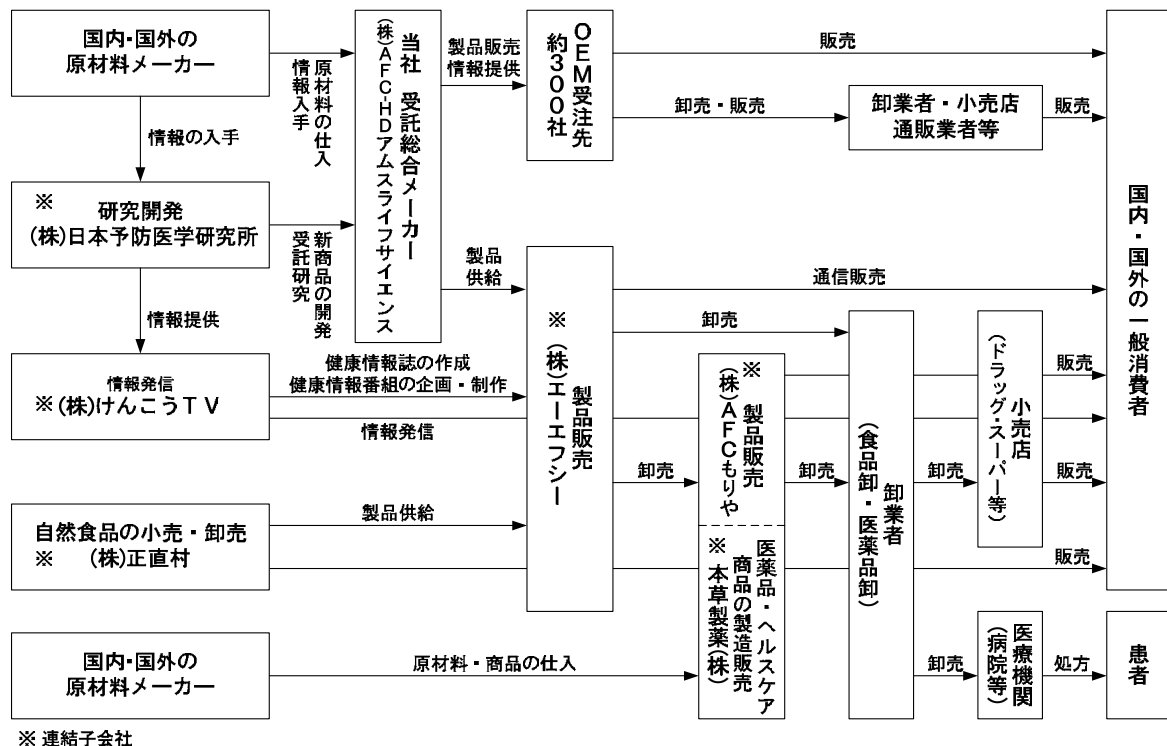 国内・国外の
原材料メーカー
原材料の仕入
情報入手
当社 受託総合メーカー
(株)AFC-HDアムスライフサイエンス
製品販売
情報提供
OEM受注先
約300社
販売
卸売・販売
卸業者・小売店
通販業者等
販売
国内・国外の一般消費者
情報の入手
※ 研究開発
(株)日本予防医学研究所
新商品の開発
受託研究
製品
供給
※ 製品販売
(株)エーエフシー
通信販売
卸売
情報提供
情報発信
※(株)けんこうTV
健康情報誌の作成
健康情報番組の企画・制作
情報発信
卸売
※ 製品販売
(株)AFCもりや
卸売
卸業者
(食品卸・医薬品卸)
卸売
小売店
(ドラッグ・スーパー等)
販売
販売
販売
自然食品の小売・卸売
※ (株)正直村
製品供給
医薬品・ヘルスケア
商品の製造販売
※ 本草製薬(株)
国内・国外の
原材料メーカー
原材料・商品の仕入
卸売
医療機関
(病院等)
処方
患者
※ 連結子会社